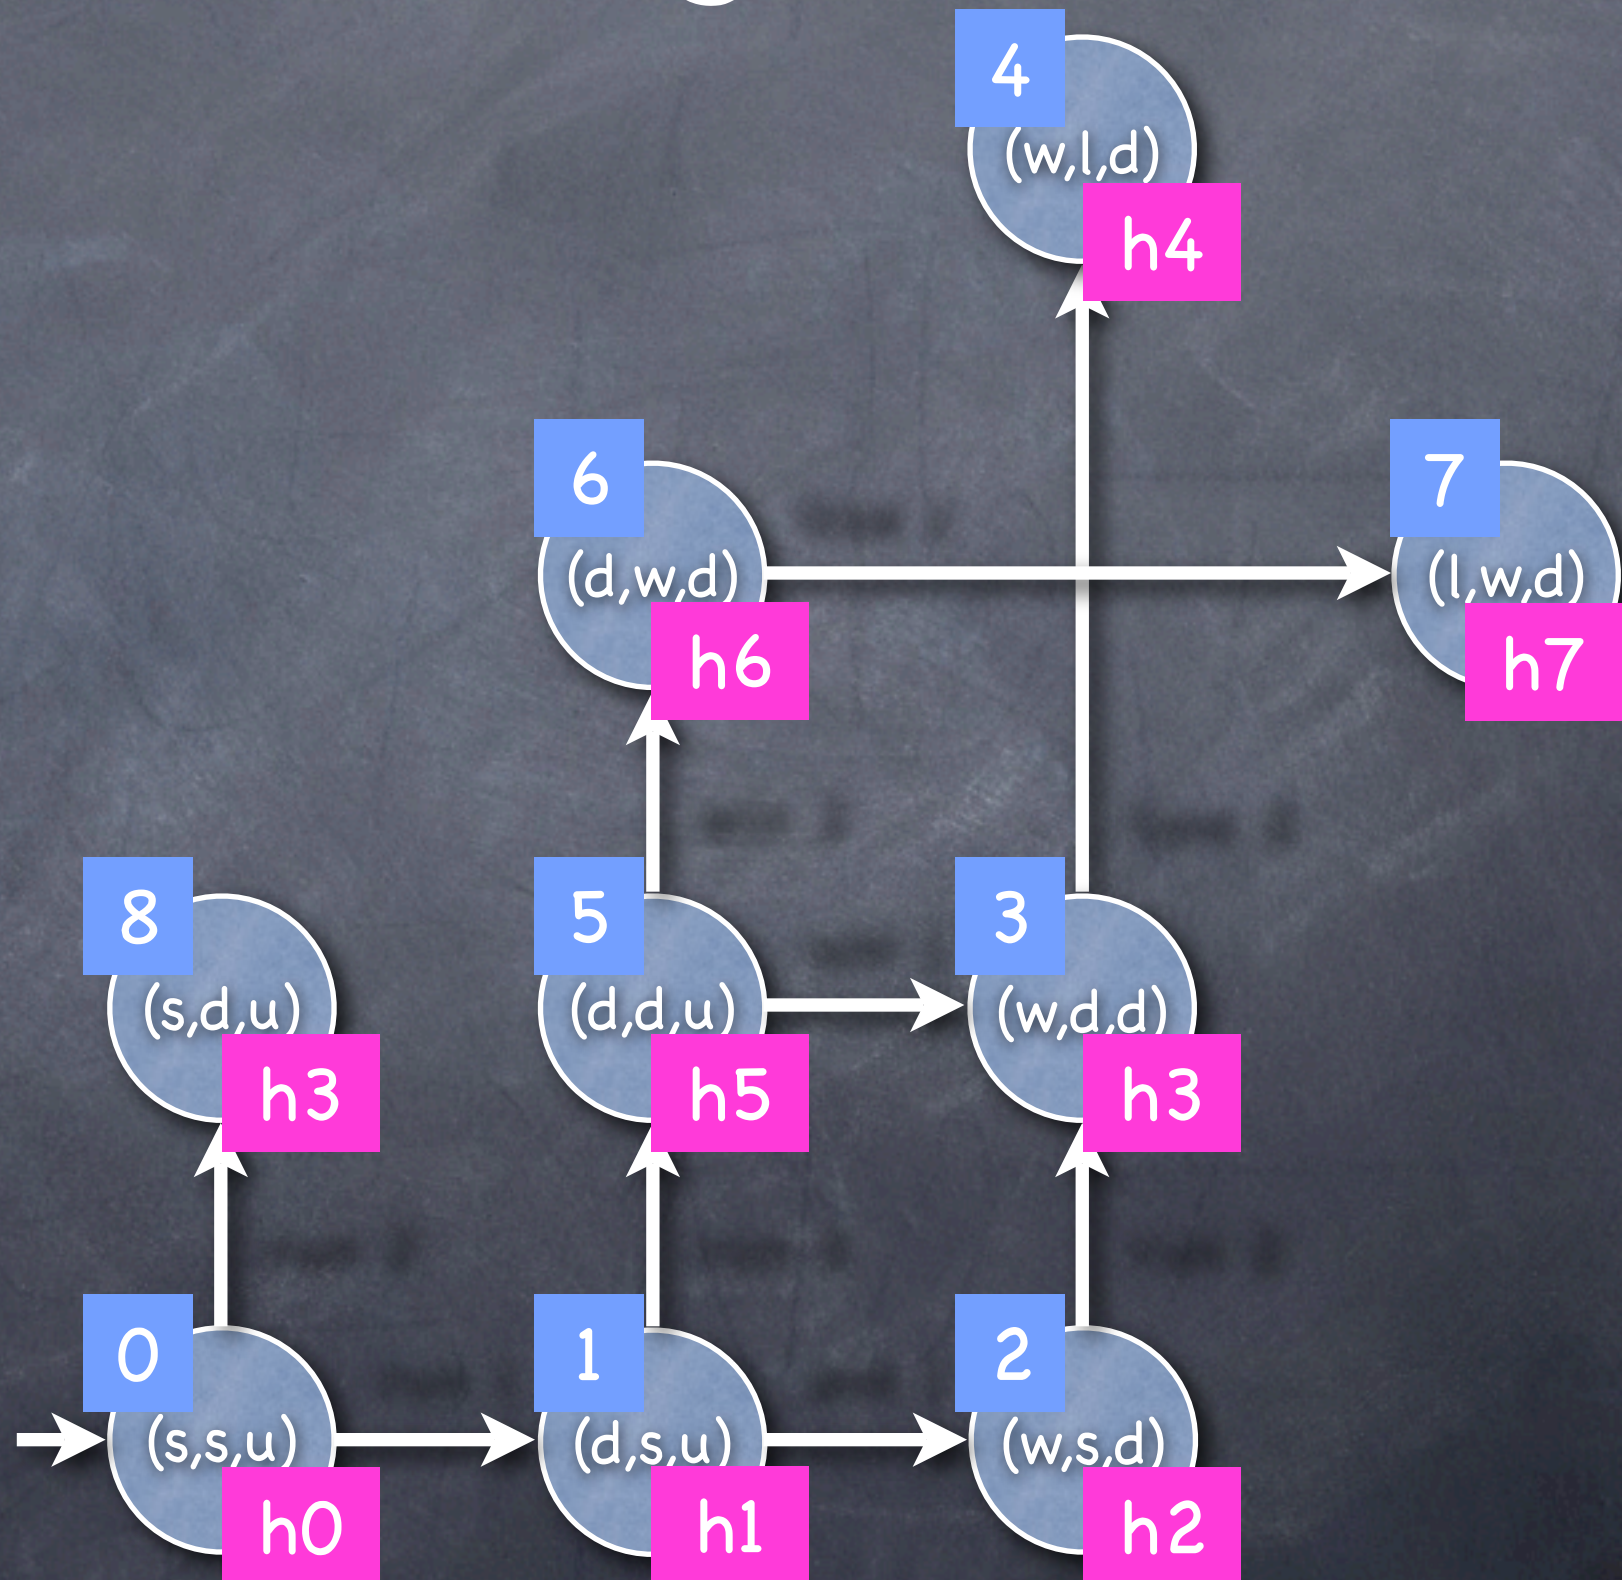 4
(w,l,d)
h4
6
(d,w,d)
h6
7
(l,w,d)
h7
8
(s,d,u)
h3
5
(d,d,u)
h5
3
(w,d,d)
h3
0
(s,s,u)
h0
1
(d,s,u)
h1
2
(w,s,d)
h2